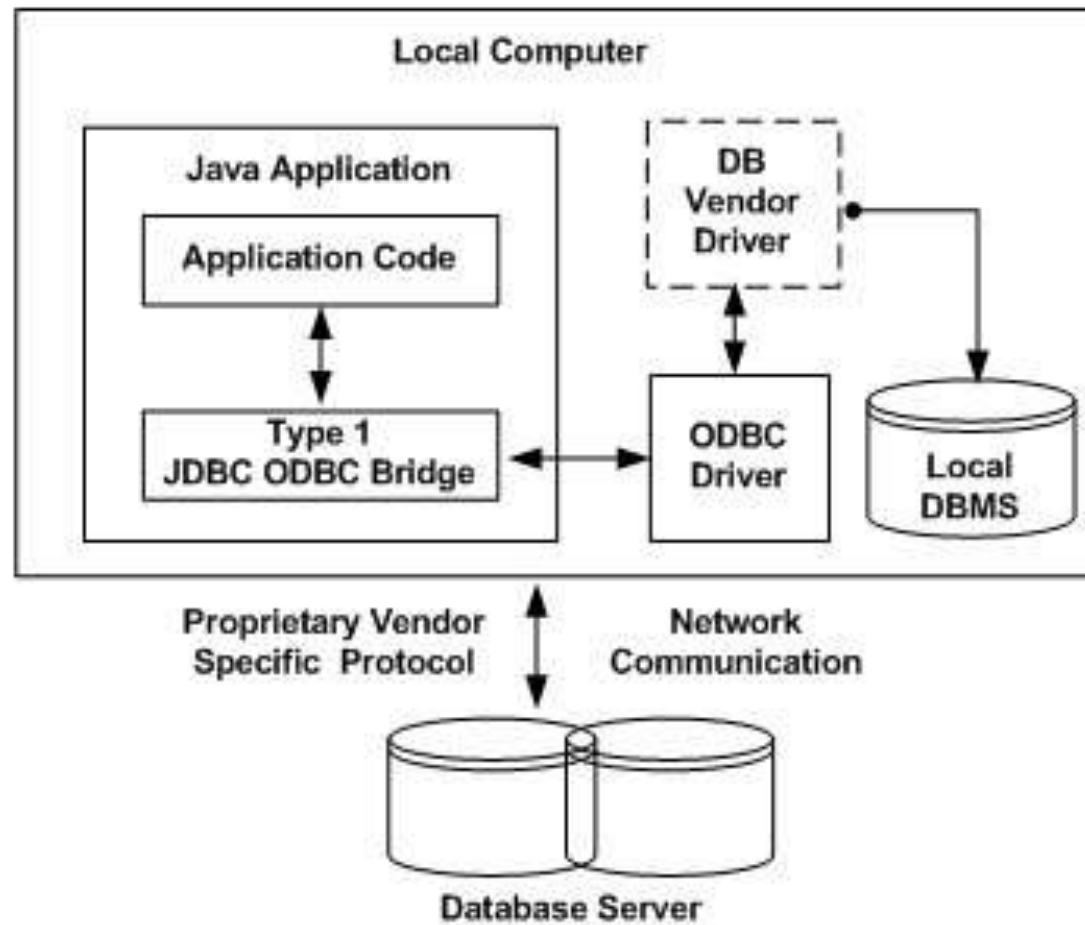 Local Computer
Java Application
Application Code
Type 1
JDBC ODBC Bridge
DB
Vendor
Driver
ODBC
Driver
Local
DBMS
Proprietary Vendor
Specific Protocol
Network
Communication
Database Server